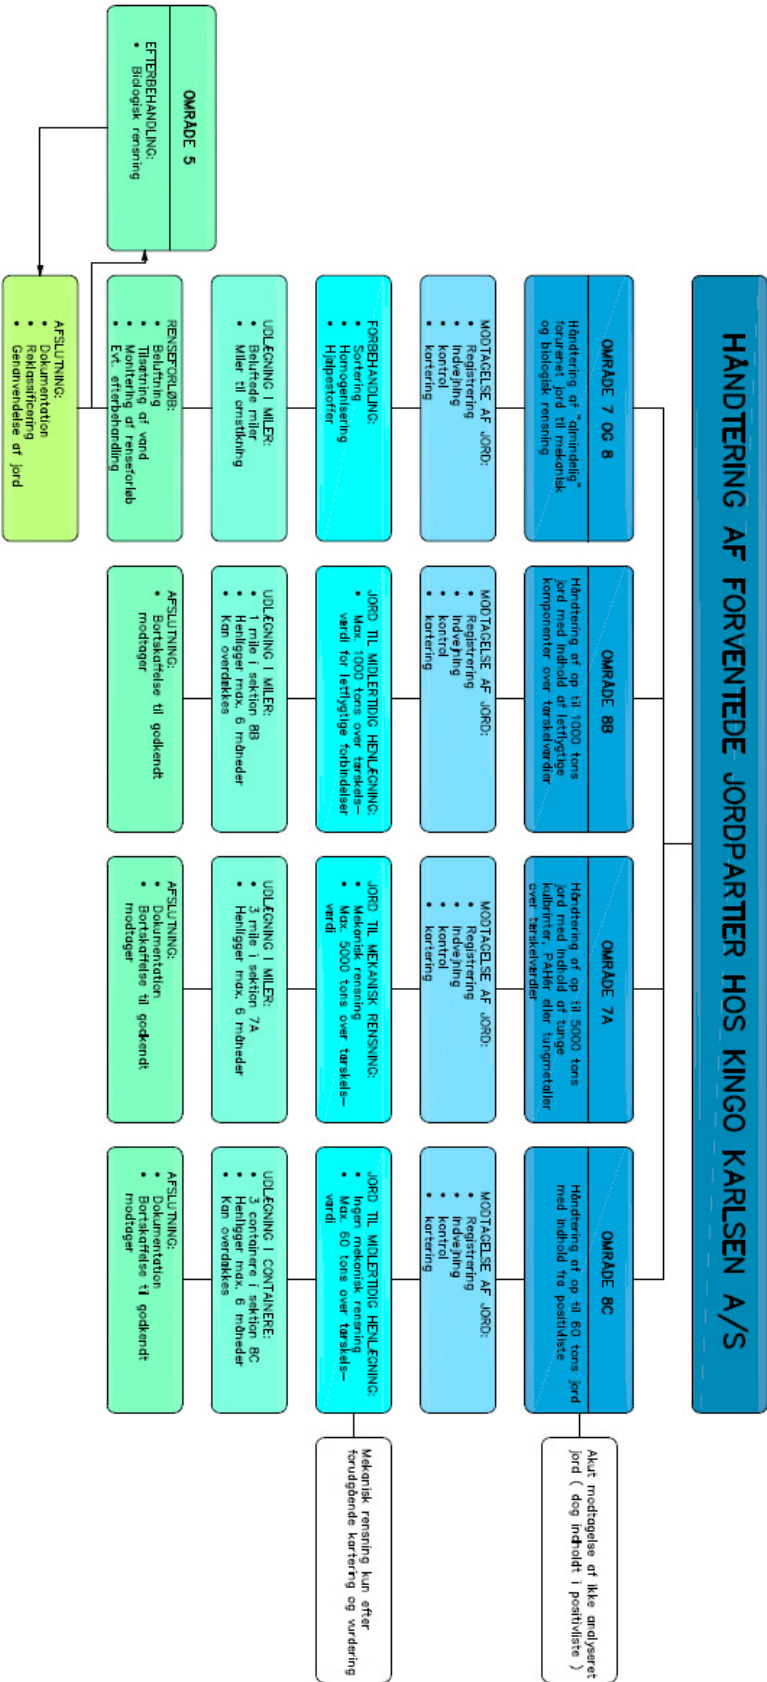 HÅNDTERING AF FORVENTEDE JORDPARTIER HOS KINGO KARLSEN A/S
OMRÅDE 7 OG 8
Håndtering af "almindelig"
forurenet jord til mekanisk
og biologisk rensning
MODTAGELSE AF JORD:
• Registrering
• Indvejning
• kontrol
• kartering
FORBEHANDLING:
• Sortering
• Homogenisering
• Hjælpestoffer
UDLÆGNING I MILER:
• Beluftede miler
• Miler til omstikning
RENSEFORLØB:
• Beluftning
• Tilsætning af vand
• Monitering af renseforløb
• Evt. efterbehandling
OMRÅDE 5
EFTERBEHANDLING:
• Biologisk rensning
AFSLUTNING:
• Dokumentation
• Reklassificering
• Genanvendelse af jord
OMRÅDE 8B
Håndtering af op til 1000 tons
jord med indhold af letflygtige
komponenter over tærskelværdier
MODTAGELSE AF JORD:
• Registrering
• Indvejning
• kontrol
• kartering
JORD TIL MIDLERTIDIG HENLÆGNING:
• Max. 1000 tons over tærskels–
værdi for letflygtige forbindelser
UDLÆGNING I MILER:
• 1 mile i sektion 8B
• Henligger max. 6 måneder
• Kan overdækkes
AFSLUTNING:
• Bortskaffelse til godkendt
modtager
OMRÅDE 7A
Håndtering af op til 5000 tons
jord med indhold af tunge
kulbrinter, PAHér eller tungmetaller
over tærskelværdier
MODTAGELSE AF JORD:
• Registrering
• Indvejning
• kontrol
• kartering
JORD TIL MEKANISK RENSNING:
• Mekanisk rensning
• Max. 5000 tons over tærskels–
værdi
UDLÆGNING I MILER:
• 3 mile i sektion 7A
• Henligger max. 6 måneder
AFSLUTNING:
• Dokumentation
• Bortskaffelse til godkendt
modtager
OMRÅDE 8C
Håndtering af op til 60 tons jord
med indhold fra positivliste
MODTAGELSE AF JORD:
• Registrering
• Indvejning
• kontrol
• kartering
JORD TIL MIDLERTIDIG HENLÆGNING:
• Ingen mekanisk rensning
• Max. 60 tons over tærskels–
værdi
UDLÆGNING I CONTAINERE:
• 3 containere i sektion 8C
• Henligger max. 6 måneder
• Kan overdækkes
AFSLUTNING:
• Dokumentation
• Bortskaffelse til godkendt
modtager
Akut modtagelse af ikke analyseret
jord ( dog indholdt i positivliste )
Mekanisk rensning kun efter
forudgående kartering og vurdering